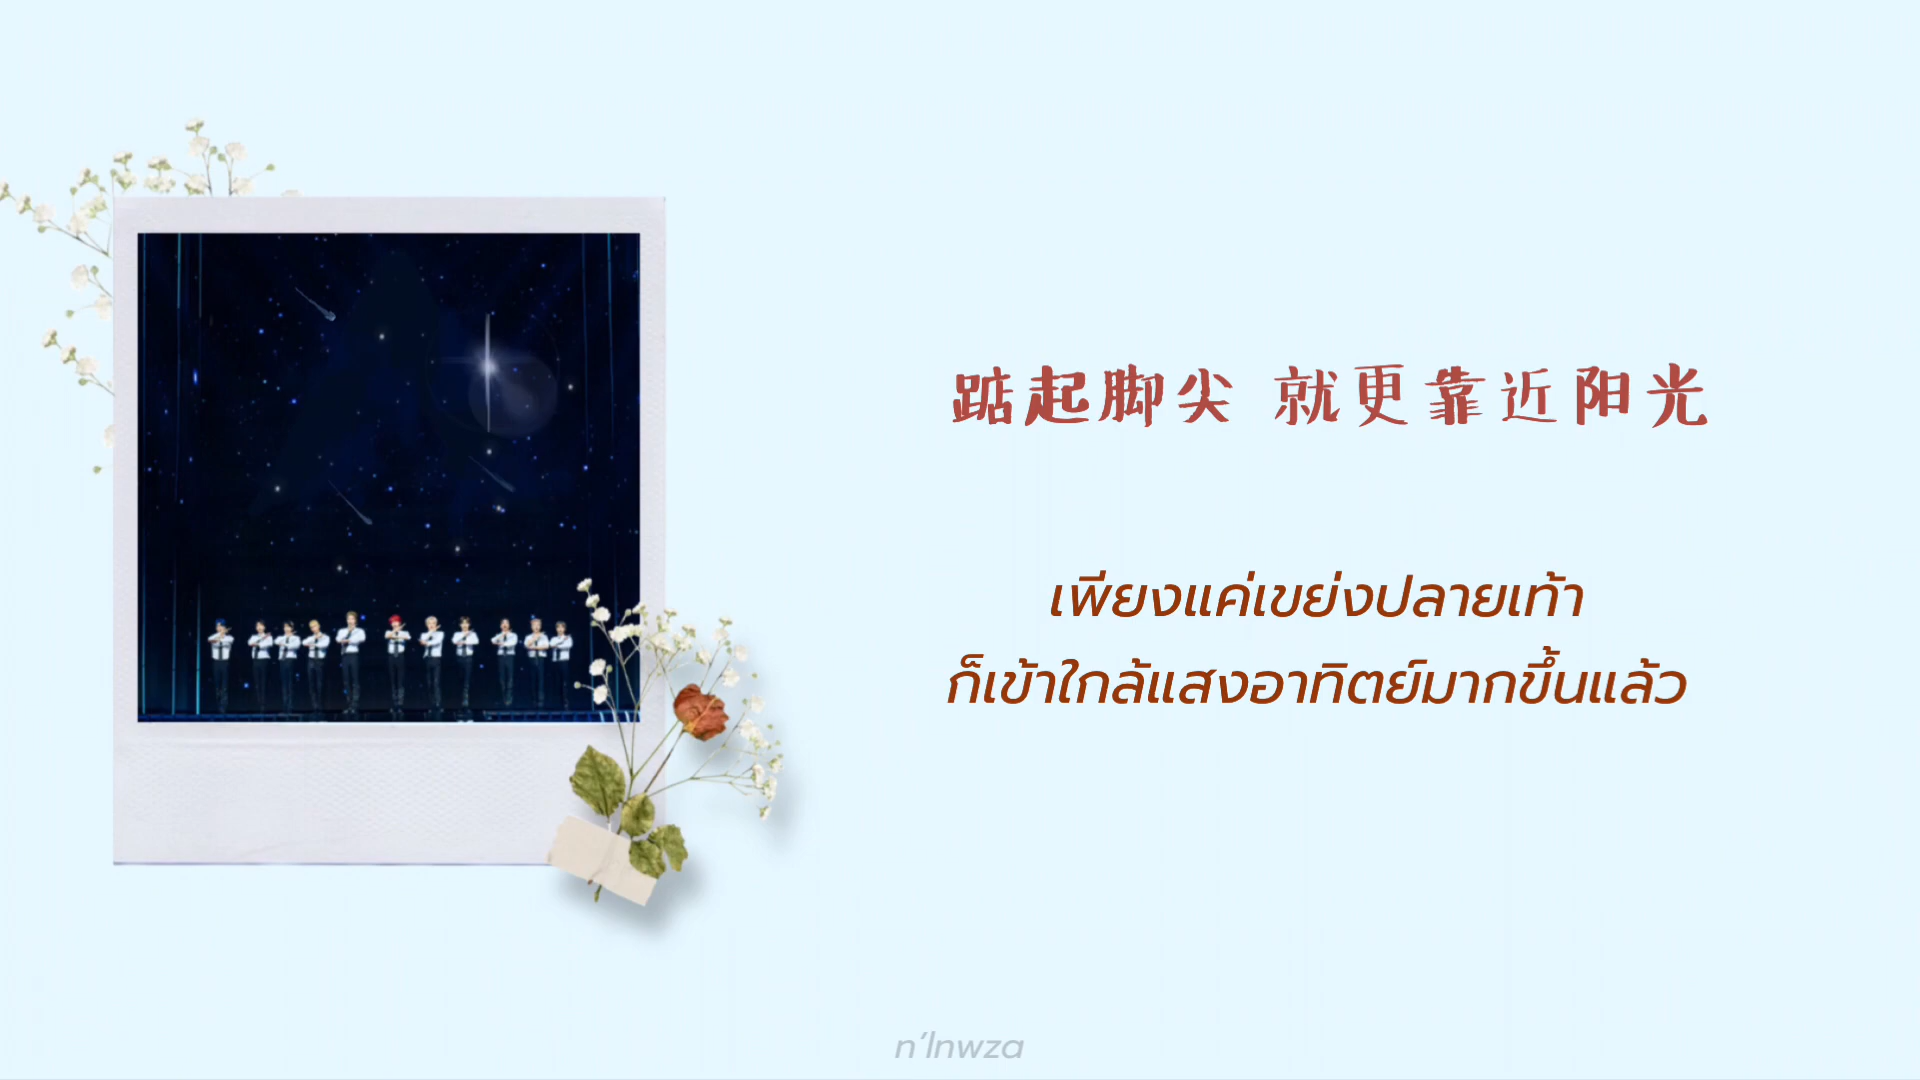 踮起脚尖 就更靠近阳光
เพียงแค่เขย่งปลายเท้า
ก็เข้าใกล้แสงอาทิตย์มากขึ้นแล้ว
n'lnwza